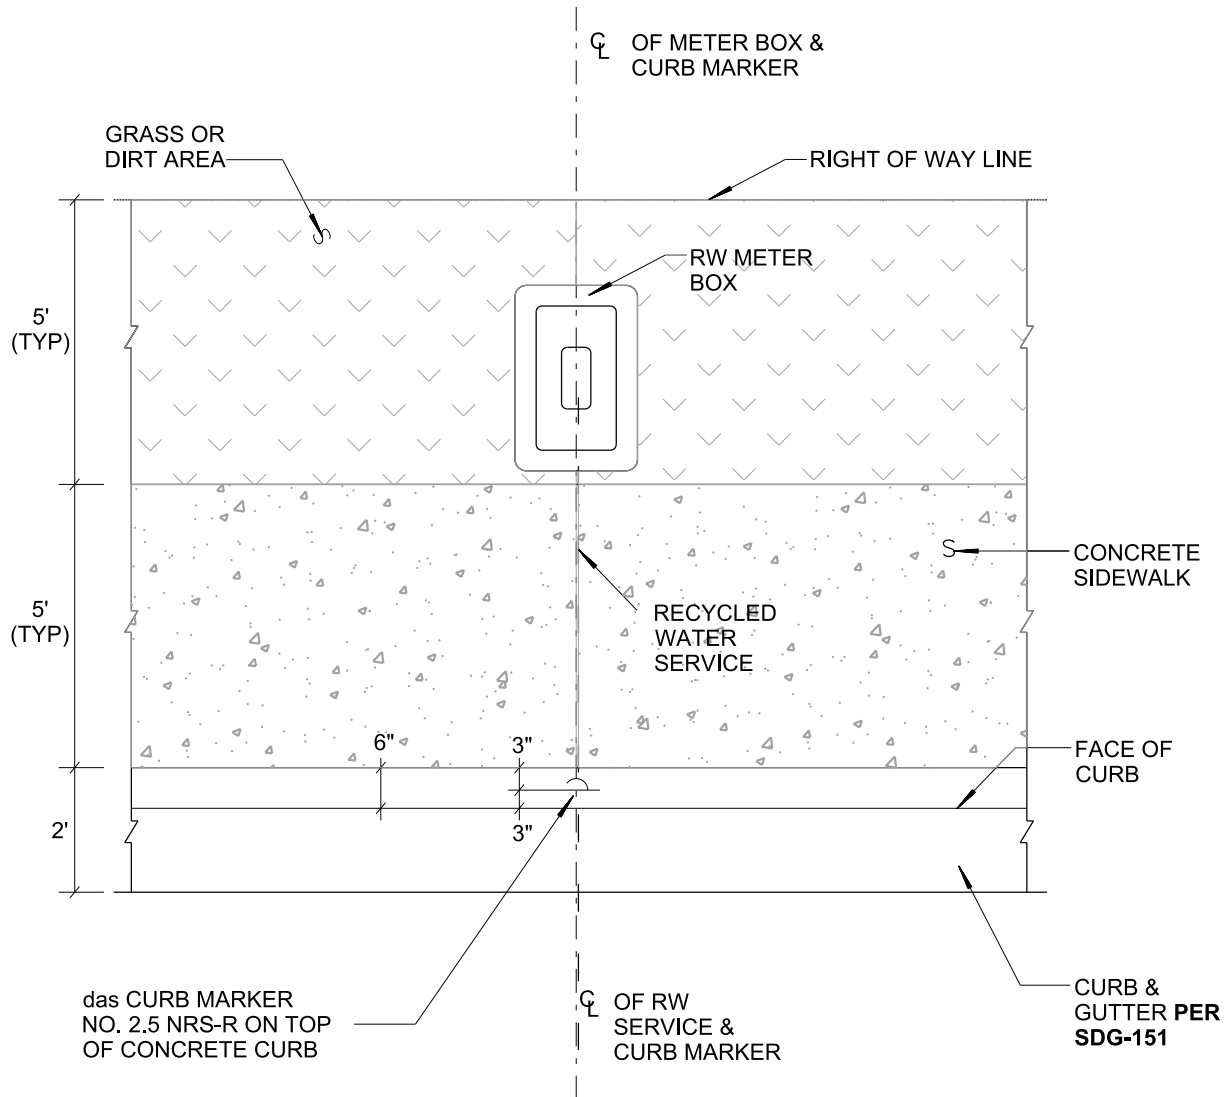 ℄ OF METER BOX &
CURB MARKER
GRASS OR
DIRT AREA
RIGHT OF WAY LINE
RW METER
BOX
5'
(TYP)
S
S
CONCRETE
SIDEWALK
5'
(TYP)
RECYCLED
WATER
SERVICE
6"
3"
FACE OF
CURB
2'
3"
das CURB MARKER
NO. 2.5 NRS-R ON TOP
OF CONCRETE CURB
℄ OF RW
SERVICE &
CURB MARKER
CURB &
GUTTER PER
SDG-151